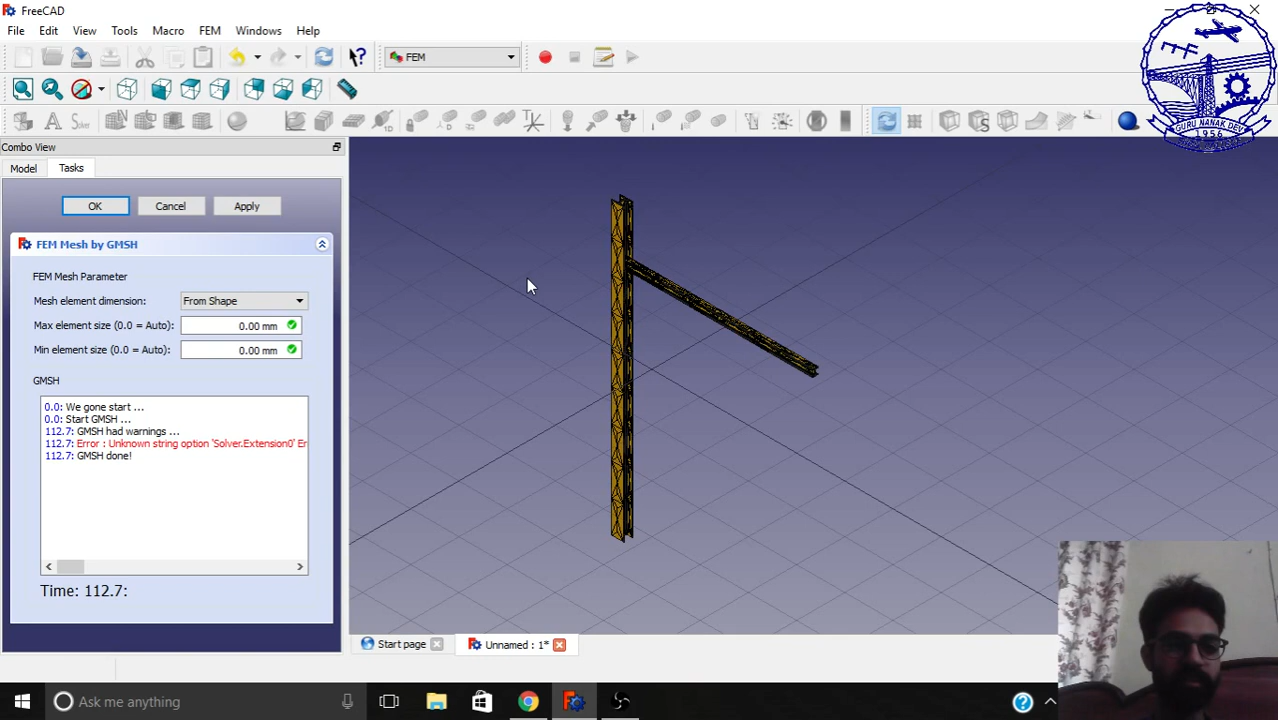 FreeCAD
File Edit View Tools Macro FEM Windows Help
FEM
Combo View
Model Tasks
OK Cancel Apply
FEM Mesh by GMSH
FEM Mesh Parameter
Mesh element dimension: From Shape
Max element size (0.0 = Auto): 0.00 mm
Min element size (0.0 = Auto): 0.00 mm
GMSH
0.0: We gone start ...
0.0: Start GMSH ...
112.7: GMSH had warnings ...
112.7: Error : Unknown string option 'Solver.Extension0' Er
112.7: GMSH done!
Time: 112.7:
Start page Unnamed : 1*
Ask me anything
GURU NANAK DEV
1956